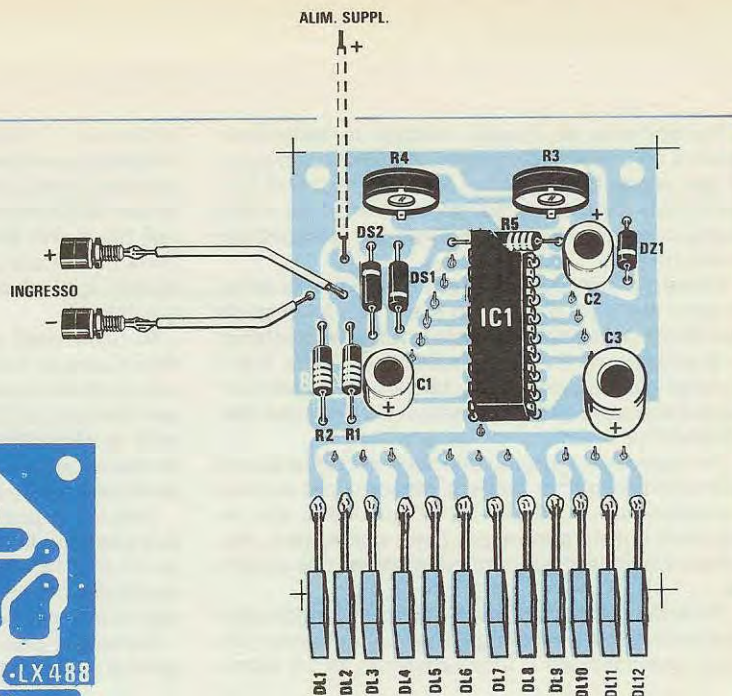 ALIM. SUPPL.
+
R4
R3
DS2
R5
+
DZ1
+
DS1
C2
INGRESSO
IC1
C3
-
C1
+
+
R2
R1
·LX488
DL1
DL2
DL3
DL4
DL5
DL6
DL7
DL8
DL9
DL10
DL11
DL12